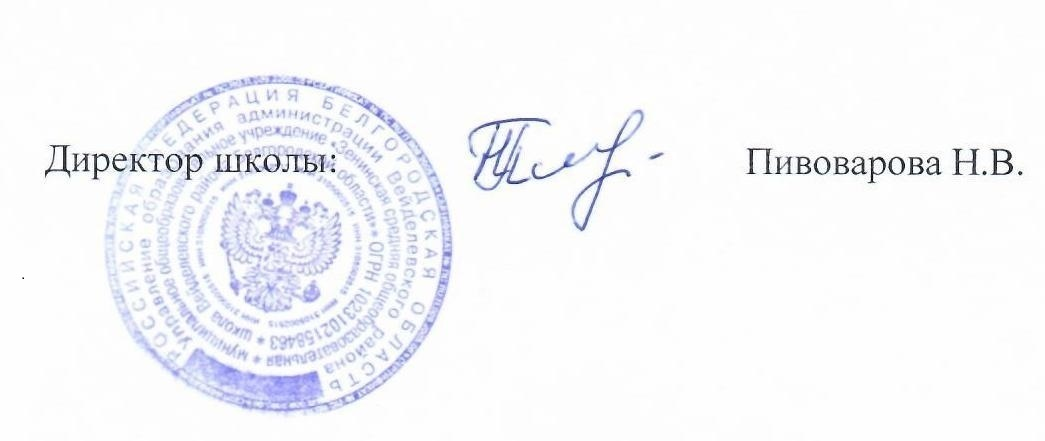 Директор школы: Пивоварова Н.В.
РОССИЙСКАЯ ФЕДЕРАЦИЯ БЕЛГОРОДСКАЯ ОБЛАСТЬ
Управление образования администрации Вейделевского района
* муниципальное общеобразовательное учреждение «Зенинская средняя общеобразовательная
* школа Вейделевского района Белгородской области» * ОГРН 1023102158463